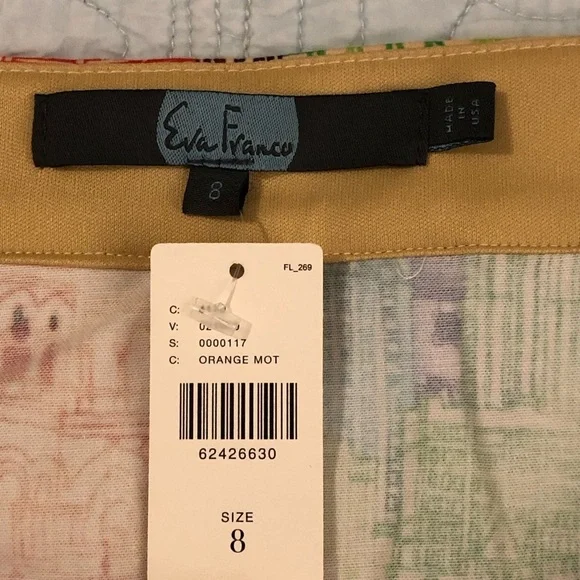 Eva Franco
MADE
IN
USA
8
FL_269
C:
V:
S: 0000117
C: ORANGE MOT
62426630
SIZE
8